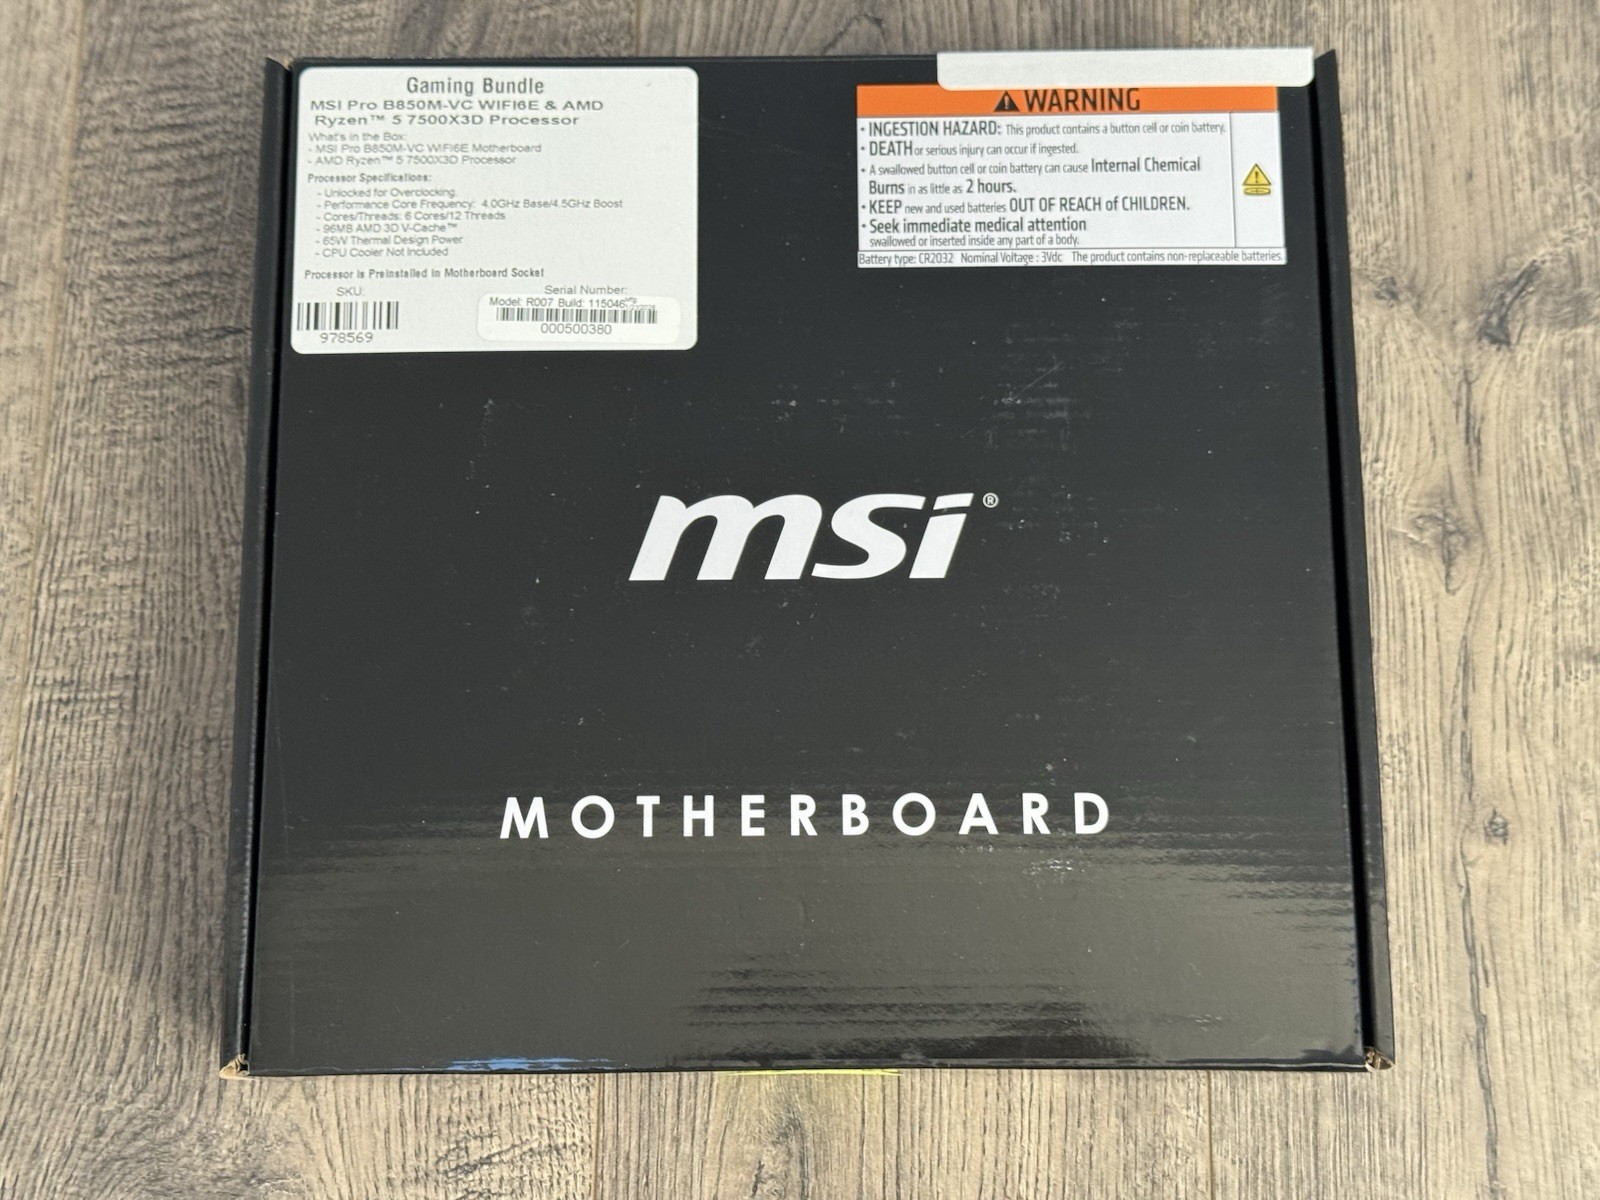 Gaming Bundle
MSI Pro B850M-VC WIFI6E & AMD
Ryzen™ 5 7500X3D Processor
What's in the Box:
- MSI Pro B850M-VC WIFI6E Motherboard
- AMD Ryzen™ 5 7500X3D Processor
Processor Specifications:
- Unlocked for Overclocking
- Performance Core Frequency: 4.0GHz Base/4.5GHz Boost
- Cores/Threads: 6 Cores/12 Threads
- 96MB AMD 3D V-Cache™
- 65W Thermal Design Power
- CPU Cooler Not Included
Processor is Preinstalled in Motherboard Socket
SKU:
978569
Serial Number:
Model: R007 Build: 115046
000500380
WARNING
• INGESTION HAZARD: This product contains a button cell or coin battery.
• DEATH or serious injury can occur if ingested.
• A swallowed button cell or coin battery can cause Internal Chemical
Burns in as little as 2 hours.
• KEEP new and used batteries OUT OF REACH of CHILDREN.
• Seek immediate medical attention
swallowed or inserted inside any part of a body.
Battery type: CR2032 Nominal Voltage : 3Vdc The product contains non-replaceable batteries.
msi®
MOTHERBOARD